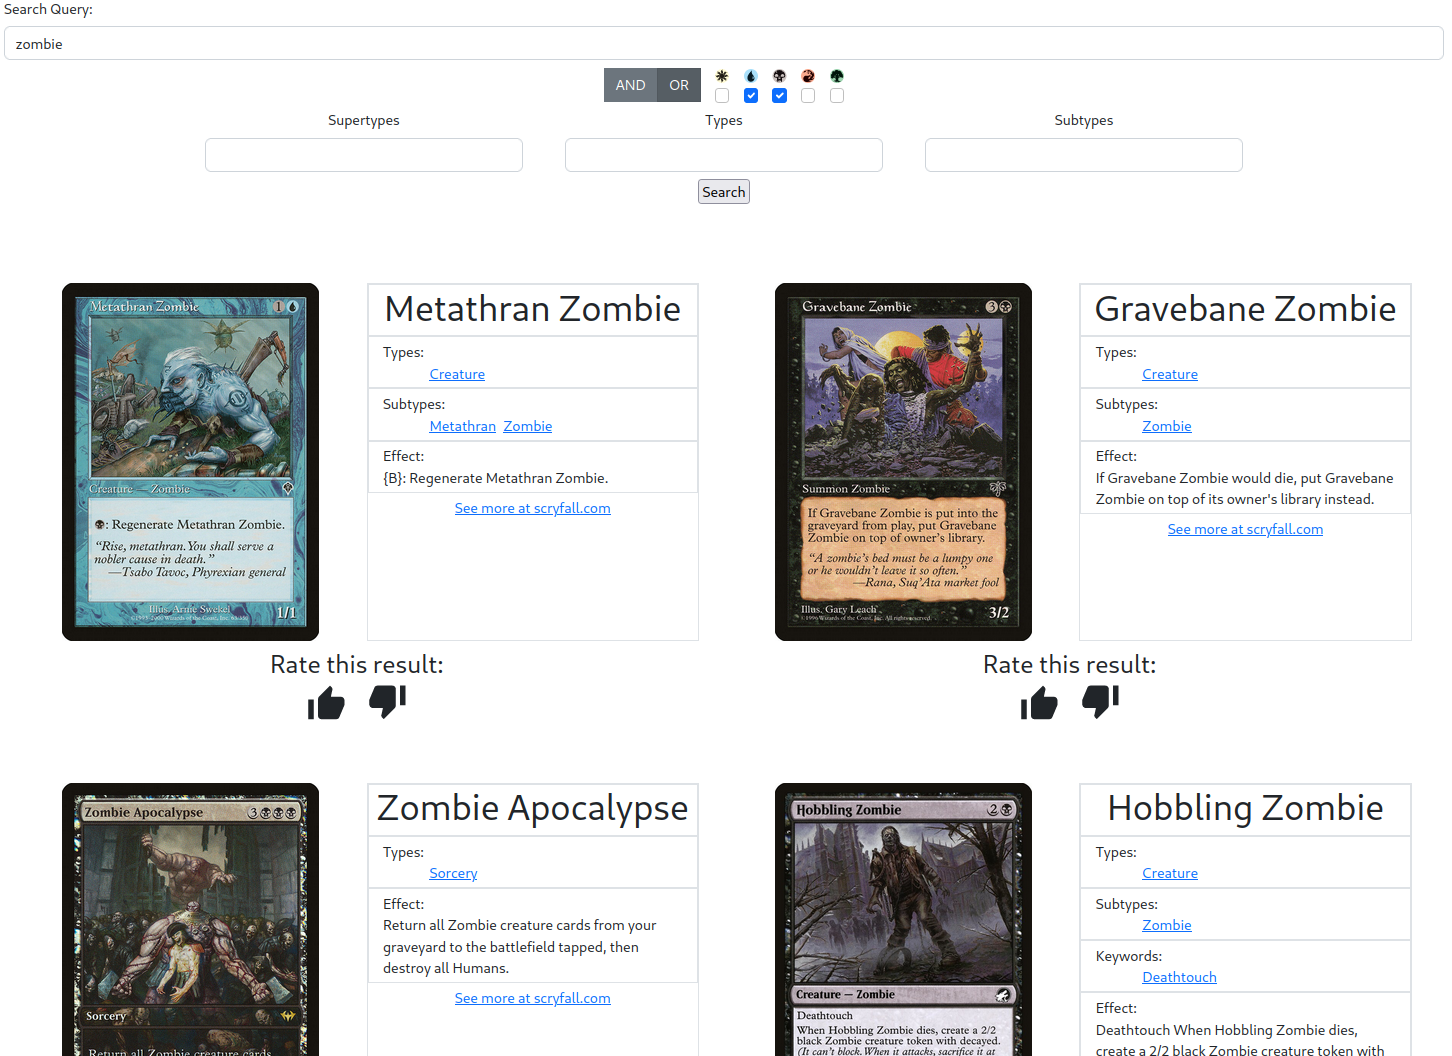 Search Query:
zombie
AND OR
Supertypes Types Subtypes
Search
Metathran Zombie 1
Creature — Zombie
: Regenerate Metathran Zombie.
“Rise, metathran. You shall serve a
nobler cause in death.”
—Tsabo Tavoc, Phyrexian general
Illus. Arnie Swekel
1/1
Metathran Zombie
Types:
Creature
Subtypes:
Metathran Zombie
Effect:
{B}: Regenerate Metathran Zombie.
See more at scryfall.com
Rate this result:
Gravebane Zombie 3
Summon Zombie
If Gravebane Zombie is put into the
graveyard from play, put Gravebane
Zombie on top of owner's library.
“A zombie's bed must be a lumpy one
or he wouldn't leave it so often.”
—Rana, Suq'Ata market fool
Illus. Gary Leach
©1996 Wizards of the Coast, Inc. All rights reserved.
3/2
Gravebane Zombie
Types:
Creature
Subtypes:
Zombie
Effect:
If Gravebane Zombie would die, put Gravebane
Zombie on top of its owner's library instead.
See more at scryfall.com
Rate this result:
Zombie Apocalypse 3
Sorcery
Return all Zombie creature cards
Zombie Apocalypse
Types:
Sorcery
Effect:
Return all Zombie creature cards from your
graveyard to the battlefield tapped, then
destroy all Humans.
See more at scryfall.com
Hobbling Zombie 2
Creature — Zombie
Deathtouch
When Hobbling Zombie dies, create a 2/2
black Zombie creature token with decayed.
(It can't block. When it attacks, sacrifice it at
Hobbling Zombie
Types:
Creature
Subtypes:
Zombie
Keywords:
Deathtouch
Effect:
Deathtouch When Hobbling Zombie dies,
create a 2/2 black Zombie creature token with